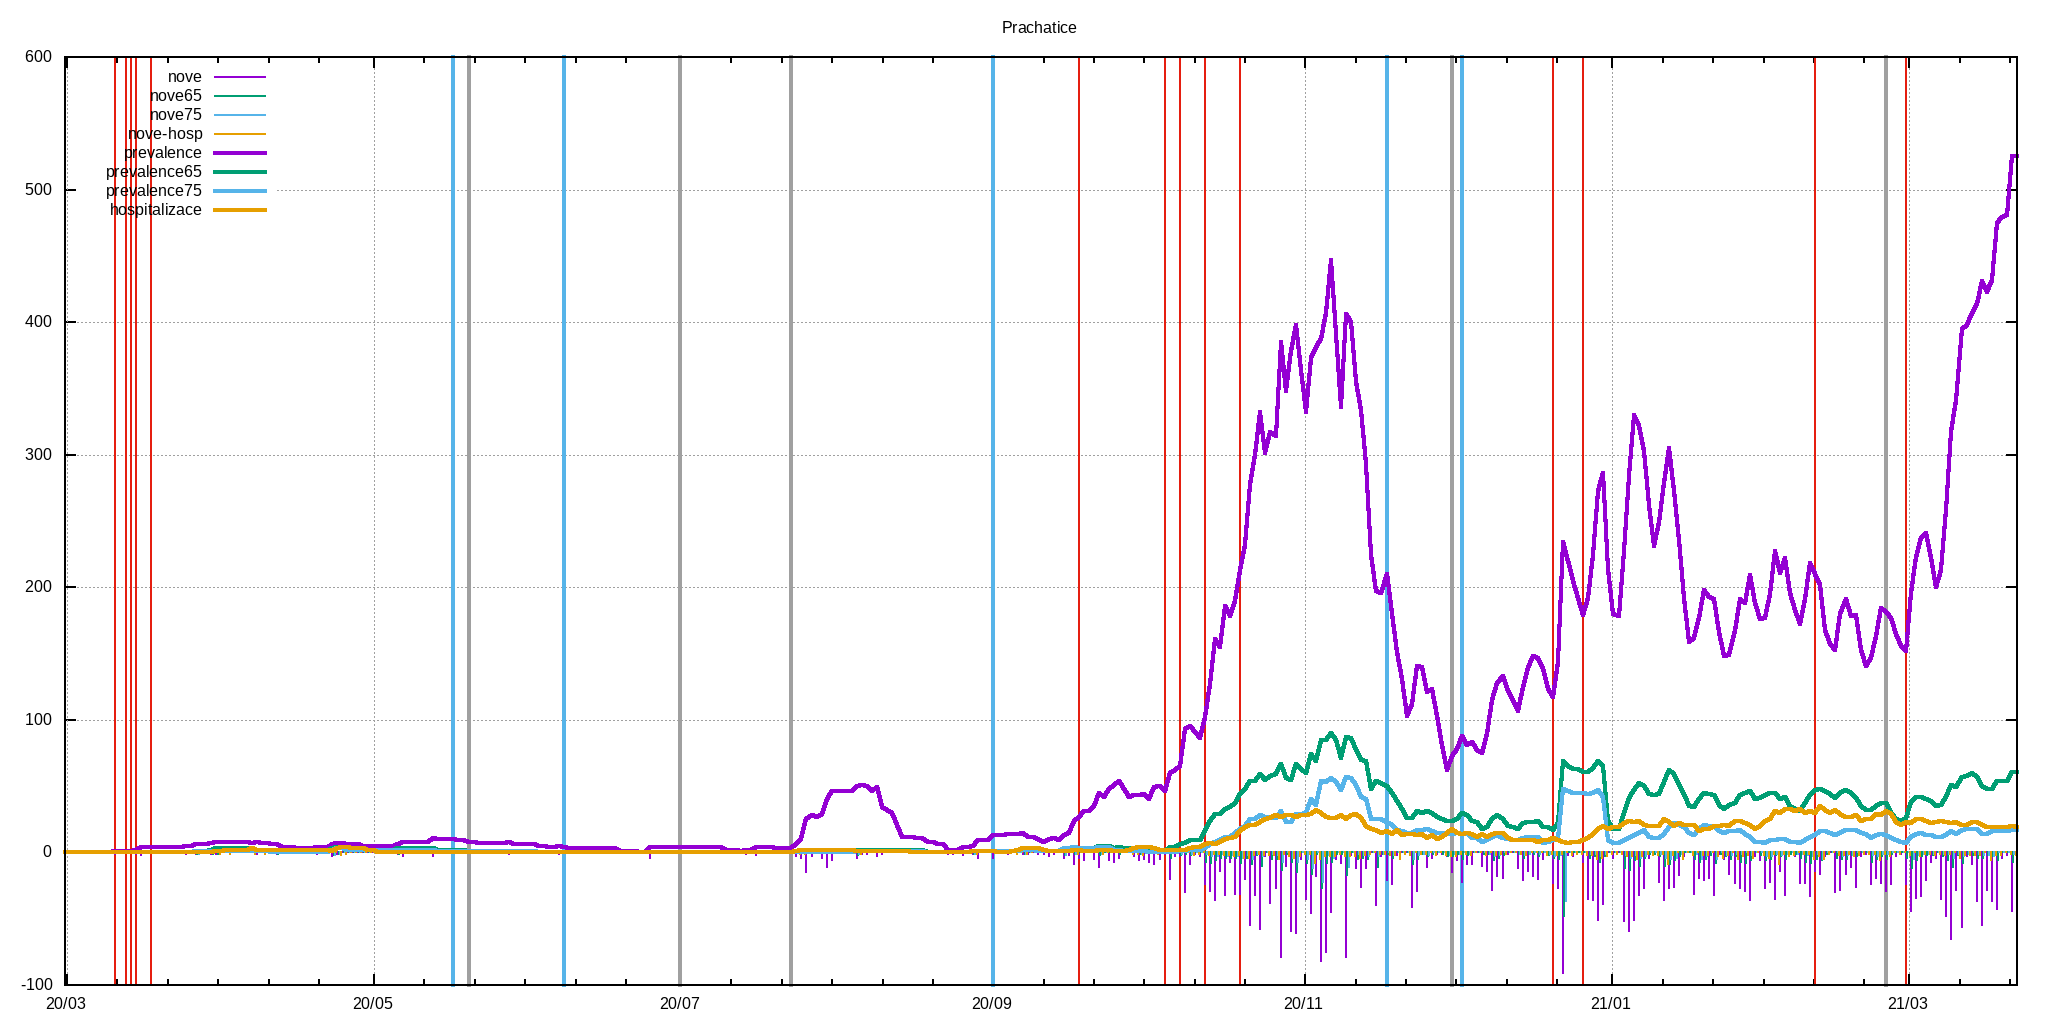 Prachatice
600
500
400
300
200
100
0
-100
nove
nove65
nove75
nove-hosp
prevalence
prevalence65
prevalence75
hospitalizace
20/03 20/05 20/07 20/09 20/11 21/01 21/03